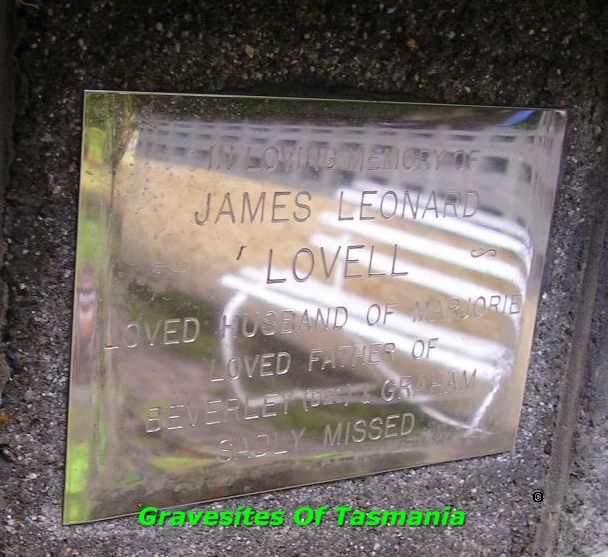 IN LOVING MEMORY OF
JAMES LEONARD
LOVELL
LOVED HUSBAND OF MARJORIE
LOVED FATHER OF
BEVERLEY (DEC) & GRAHAM
SADLY MISSED
Gravesites Of Tasmania